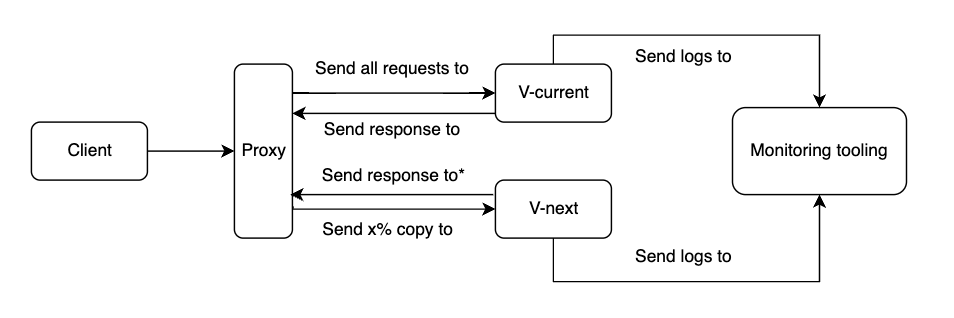 Send logs to
Send all requests to
V-current
Send response to
Client
Proxy
Monitoring tooling
Send response to*
V-next
Send x% copy to
Send logs to